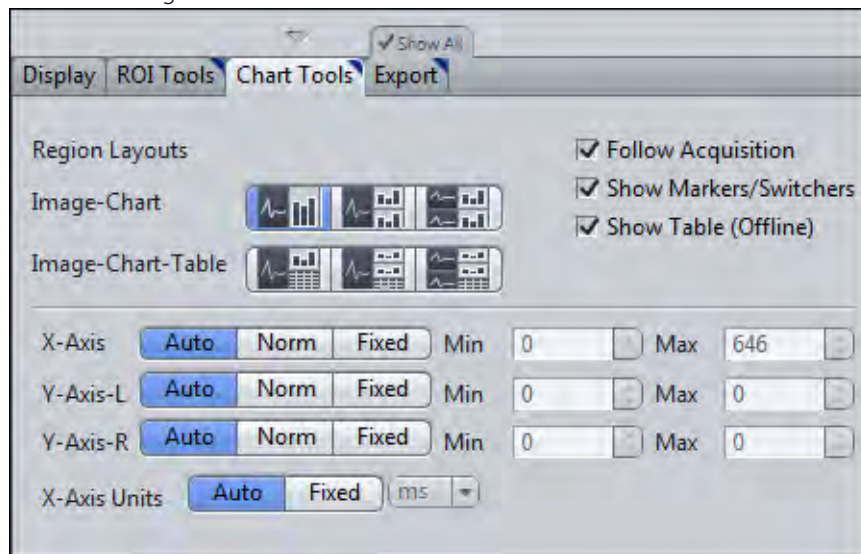 Show All
Display ROI Tools Chart Tools Export
Region Layouts
Follow Acquisition
Image-Chart
Show Markers/Switchers
Show Table (Offline)
Image-Chart-Table
X-Axis Auto Norm Fixed Min 0 Max 646
Y-Axis-L Auto Norm Fixed Min 0 Max 0
Y-Axis-R Auto Norm Fixed Min 0 Max 0
X-Axis Units Auto Fixed ms